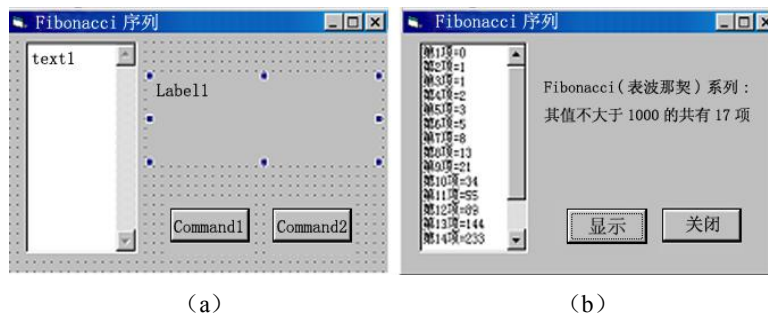 Fibonacci 序列
text1
Label1
Command1
Command2
(a)
Fibonacci 序列
第1项=0
第2项=1
第3项=1
第4项=2
第5项=3
第6项=5
第7项=8
第8项=13
第9项=21
第10项=34
第11项=55
第12项=89
第13项=144
第14项=233
Fibonacci(表波那契)系列:
其值不大于 1000 的共有 17 项
显示
关闭
(b)